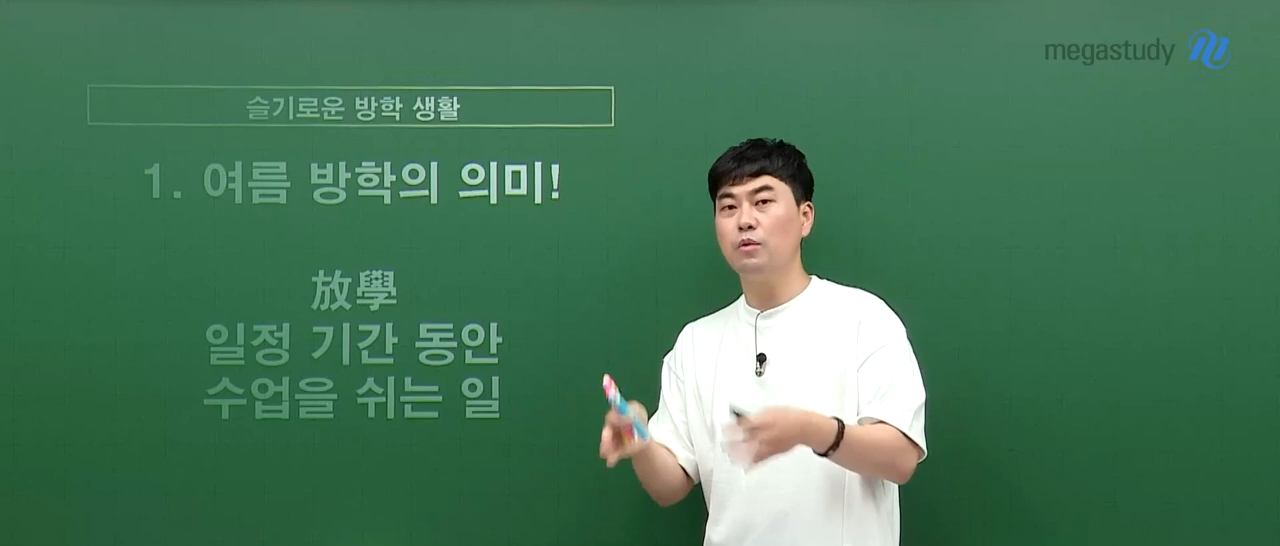 megastudy
슬기로운 방학 생활
1. 여름 방학의 의미!
放學
일정 기간 동안
수업을 쉬는 일